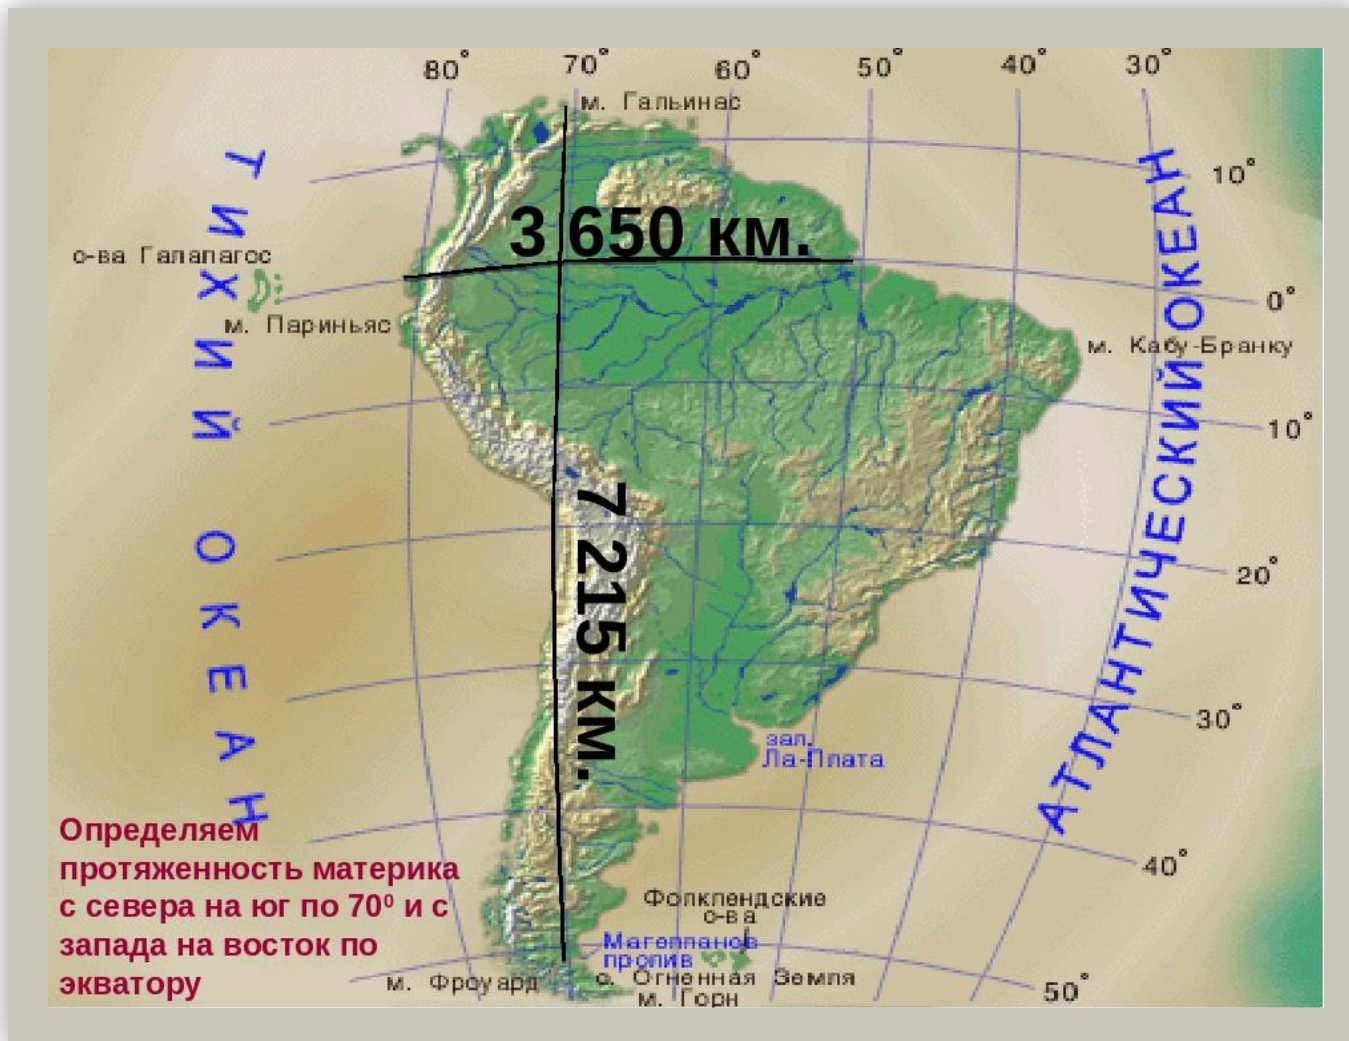 80° 70° 60° 50° 40° 30°
м. Гальинас
10°
ТИХИЙ ОКЕАН
АТЛАНТИЧЕСКИЙ ОКЕАН
3 650 км.
о-ва Галапагос
0°
м. Париньяс
м. Кабу-Бранку
10°
7 215 км.
20°
30°
зал.
Ла-Плата
40°
Определяем
протяженность материка
с севера на юг по 70⁰ и с
запада на восток по
экватору
Фолклендские
о-ва
Магелланов
пролив
о. Огненная Земля
м. Фроуард
м. Горн
50°